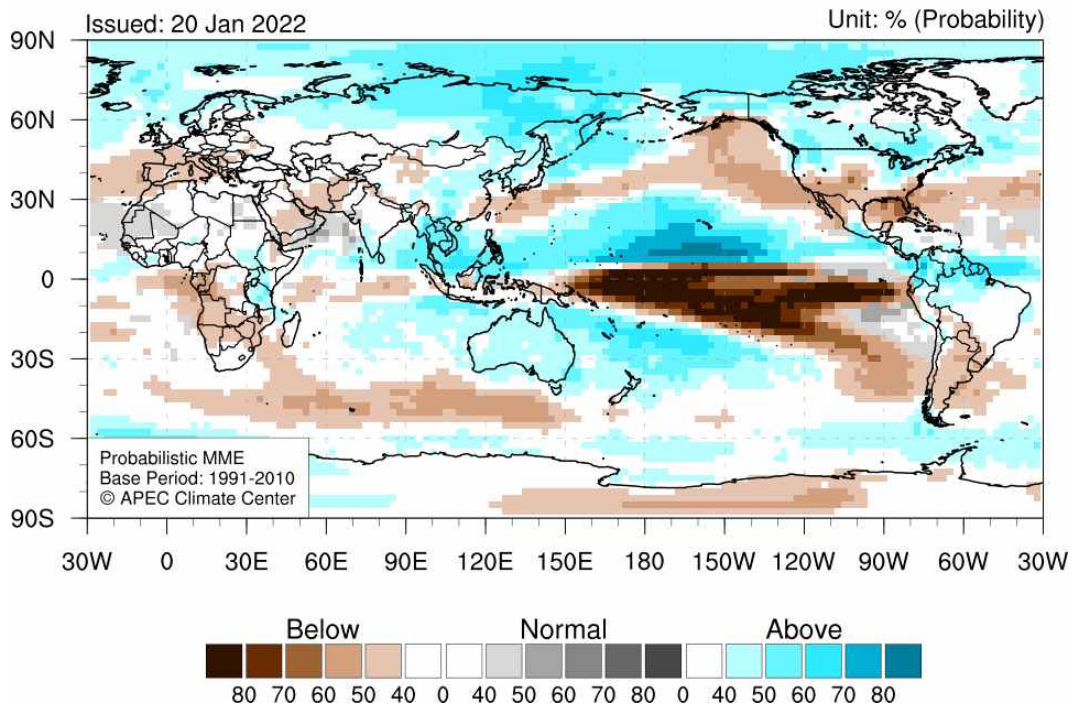 Issued: 20 Jan 2022 Unit: % (Probability)
90N
60N
30N
0
30S
60S
90S
Probabilistic MME
Base Period: 1991-2010
© APEC Climate Center
30W 0 30E 60E 90E 120E 150E 180 150W 120W 90W 60W 30W
Below Normal Above
80 70 60 50 40 0 40 50 60 70 80 0 40 50 60 70 80